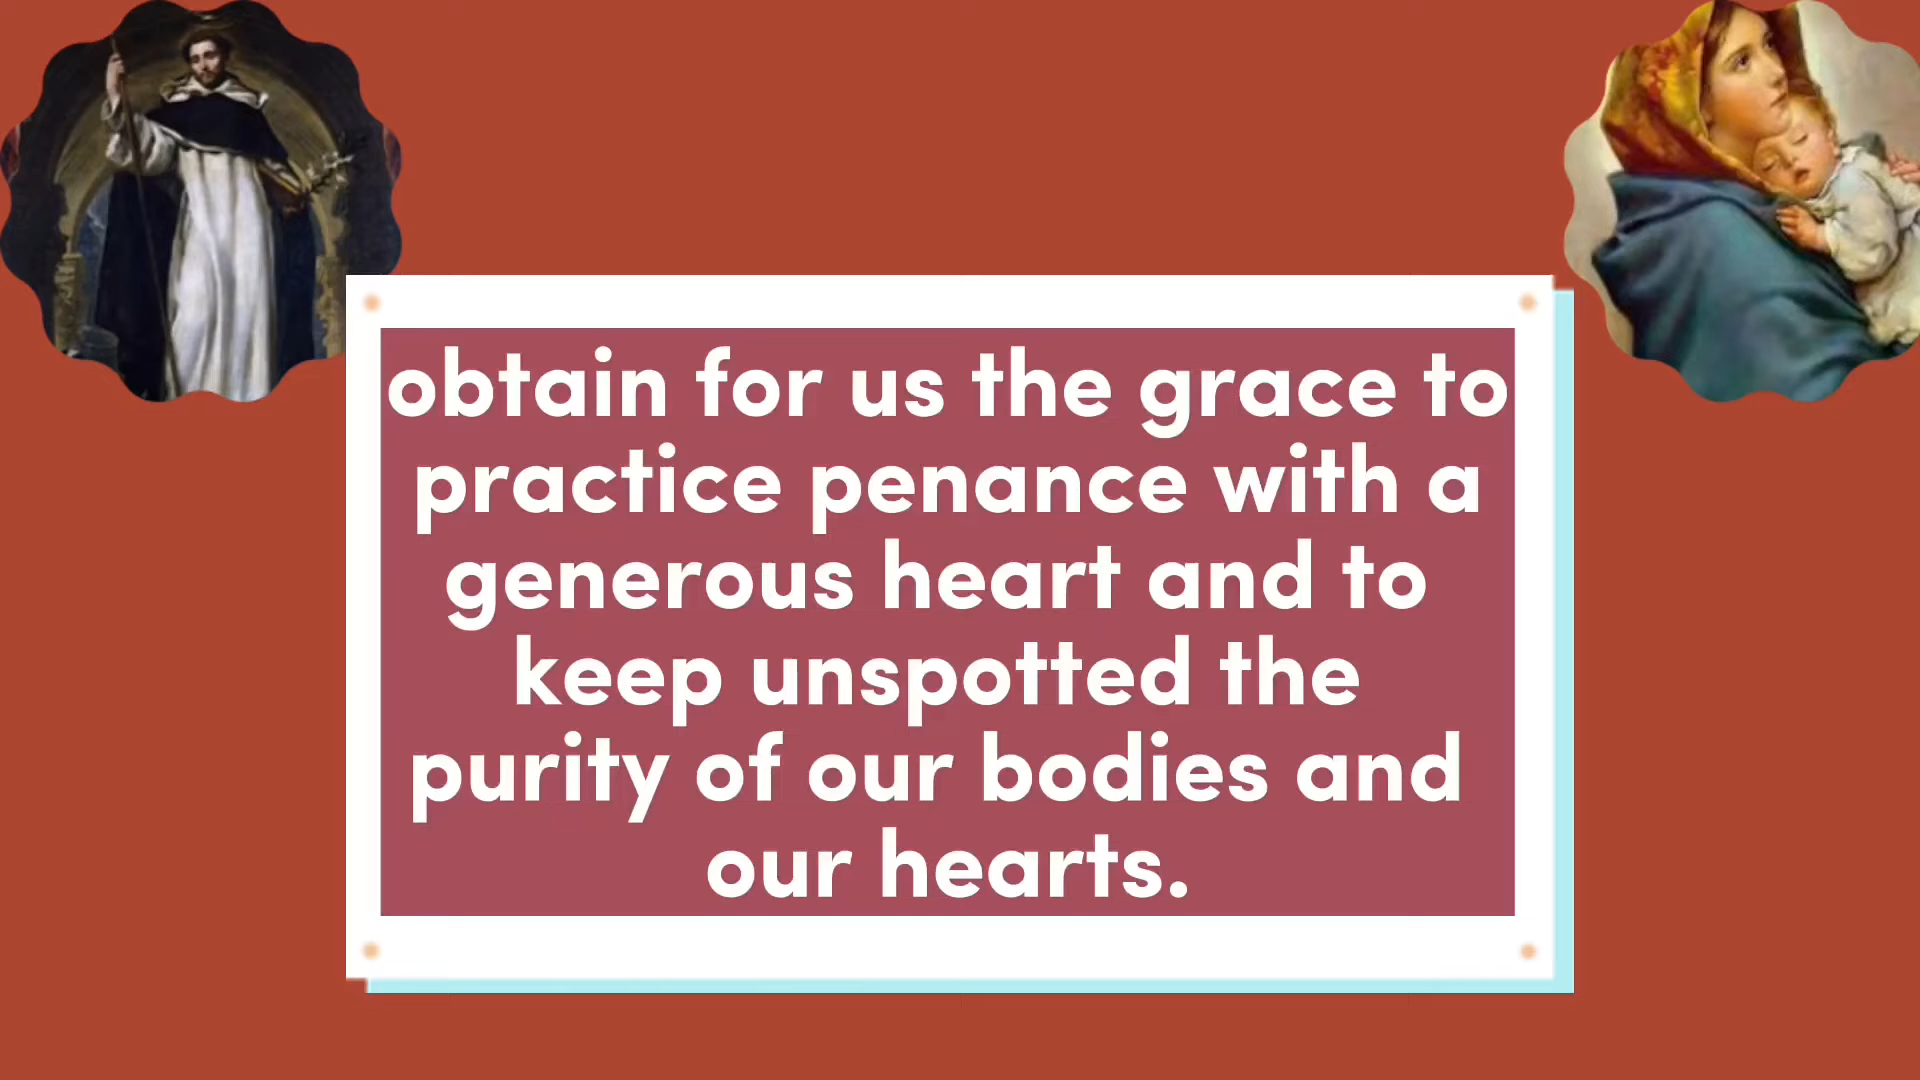 obtain for us the grace to
practice penance with a
generous heart and to
keep unspotted the
purity of our bodies and
our hearts.